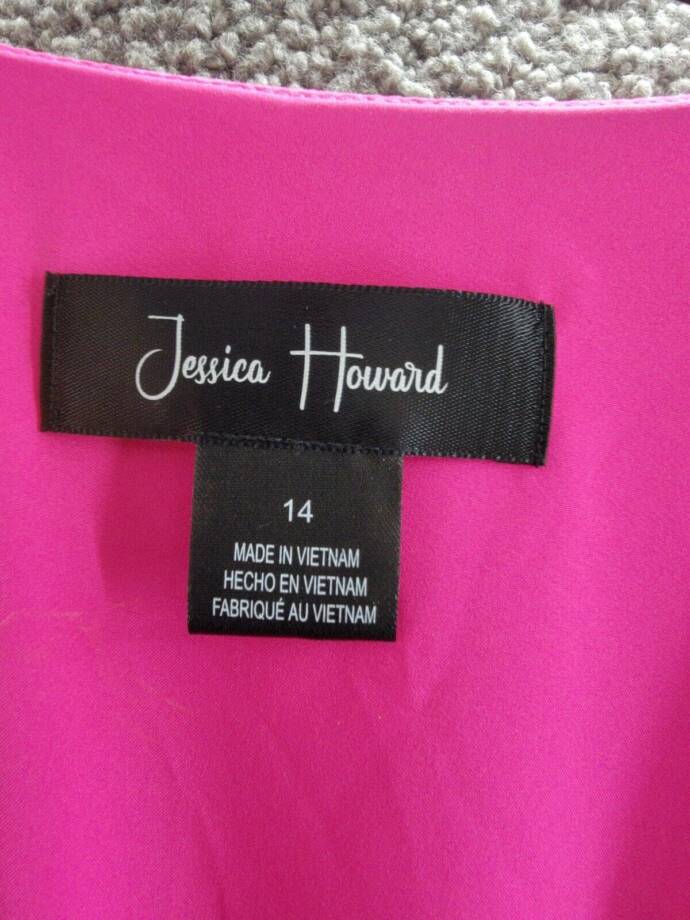 Jessica Howard
14
MADE IN VIETNAM
HECHO EN VIETNAM
FABRIQUÉ AU VIETNAM